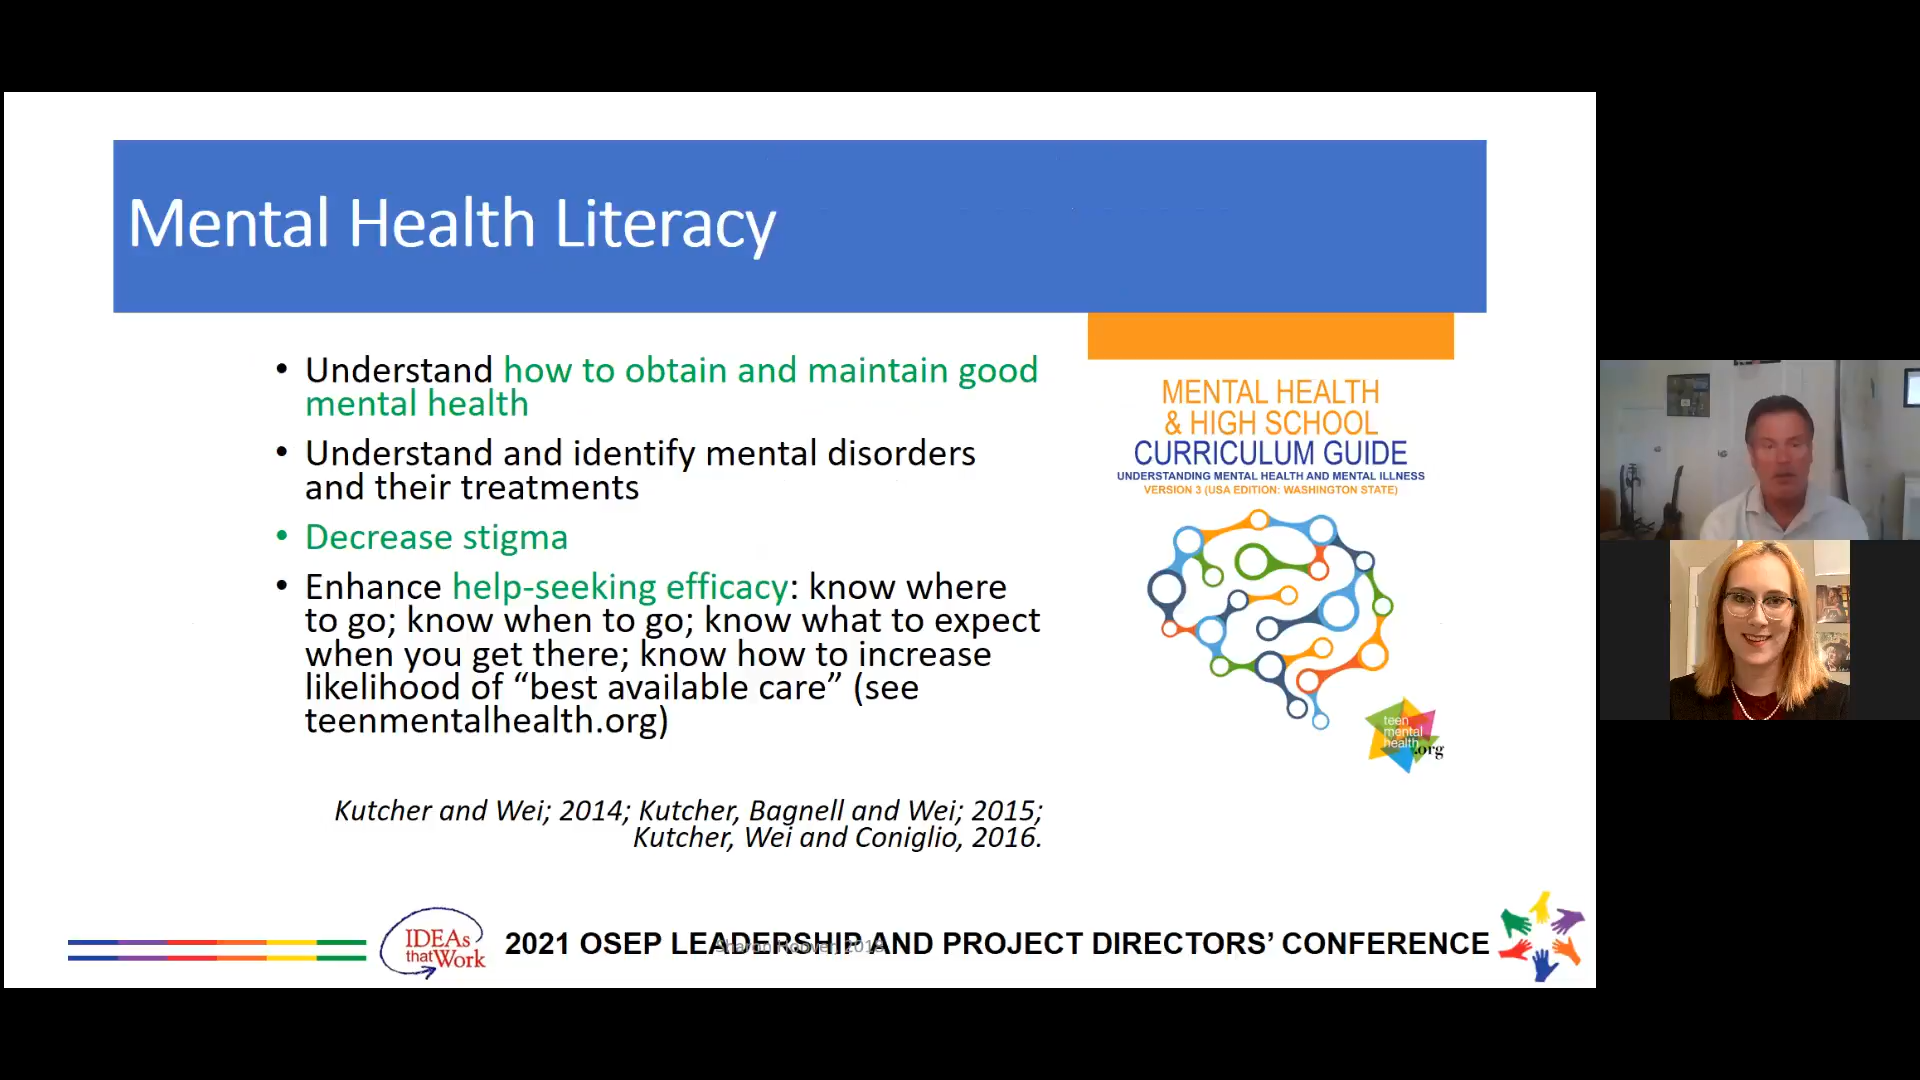 Mental Health Literacy
• Understand how to obtain and maintain good
mental health
• Understand and identify mental disorders
and their treatments
• Decrease stigma
• Enhance help-seeking efficacy: know where
to go; know when to go; know what to expect
when you get there; know how to increase
likelihood of “best available care” (see
teenmentalhealth.org)
Kutcher and Wei; 2014; Kutcher, Bagnell and Wei; 2015;
Kutcher, Wei and Coniglio, 2016.
MENTAL HEALTH
& HIGH SCHOOL
CURRICULUM GUIDE
UNDERSTANDING MENTAL HEALTH AND MENTAL ILLNESS
VERSION 3 (USA EDITION: WASHINGTON STATE)
teen
mental
health
.org
IDEAs
that Work
2021 OSEP LEADERSHIP AND PROJECT DIRECTORS’ CONFERENCE
Sharon Hoover, 2018